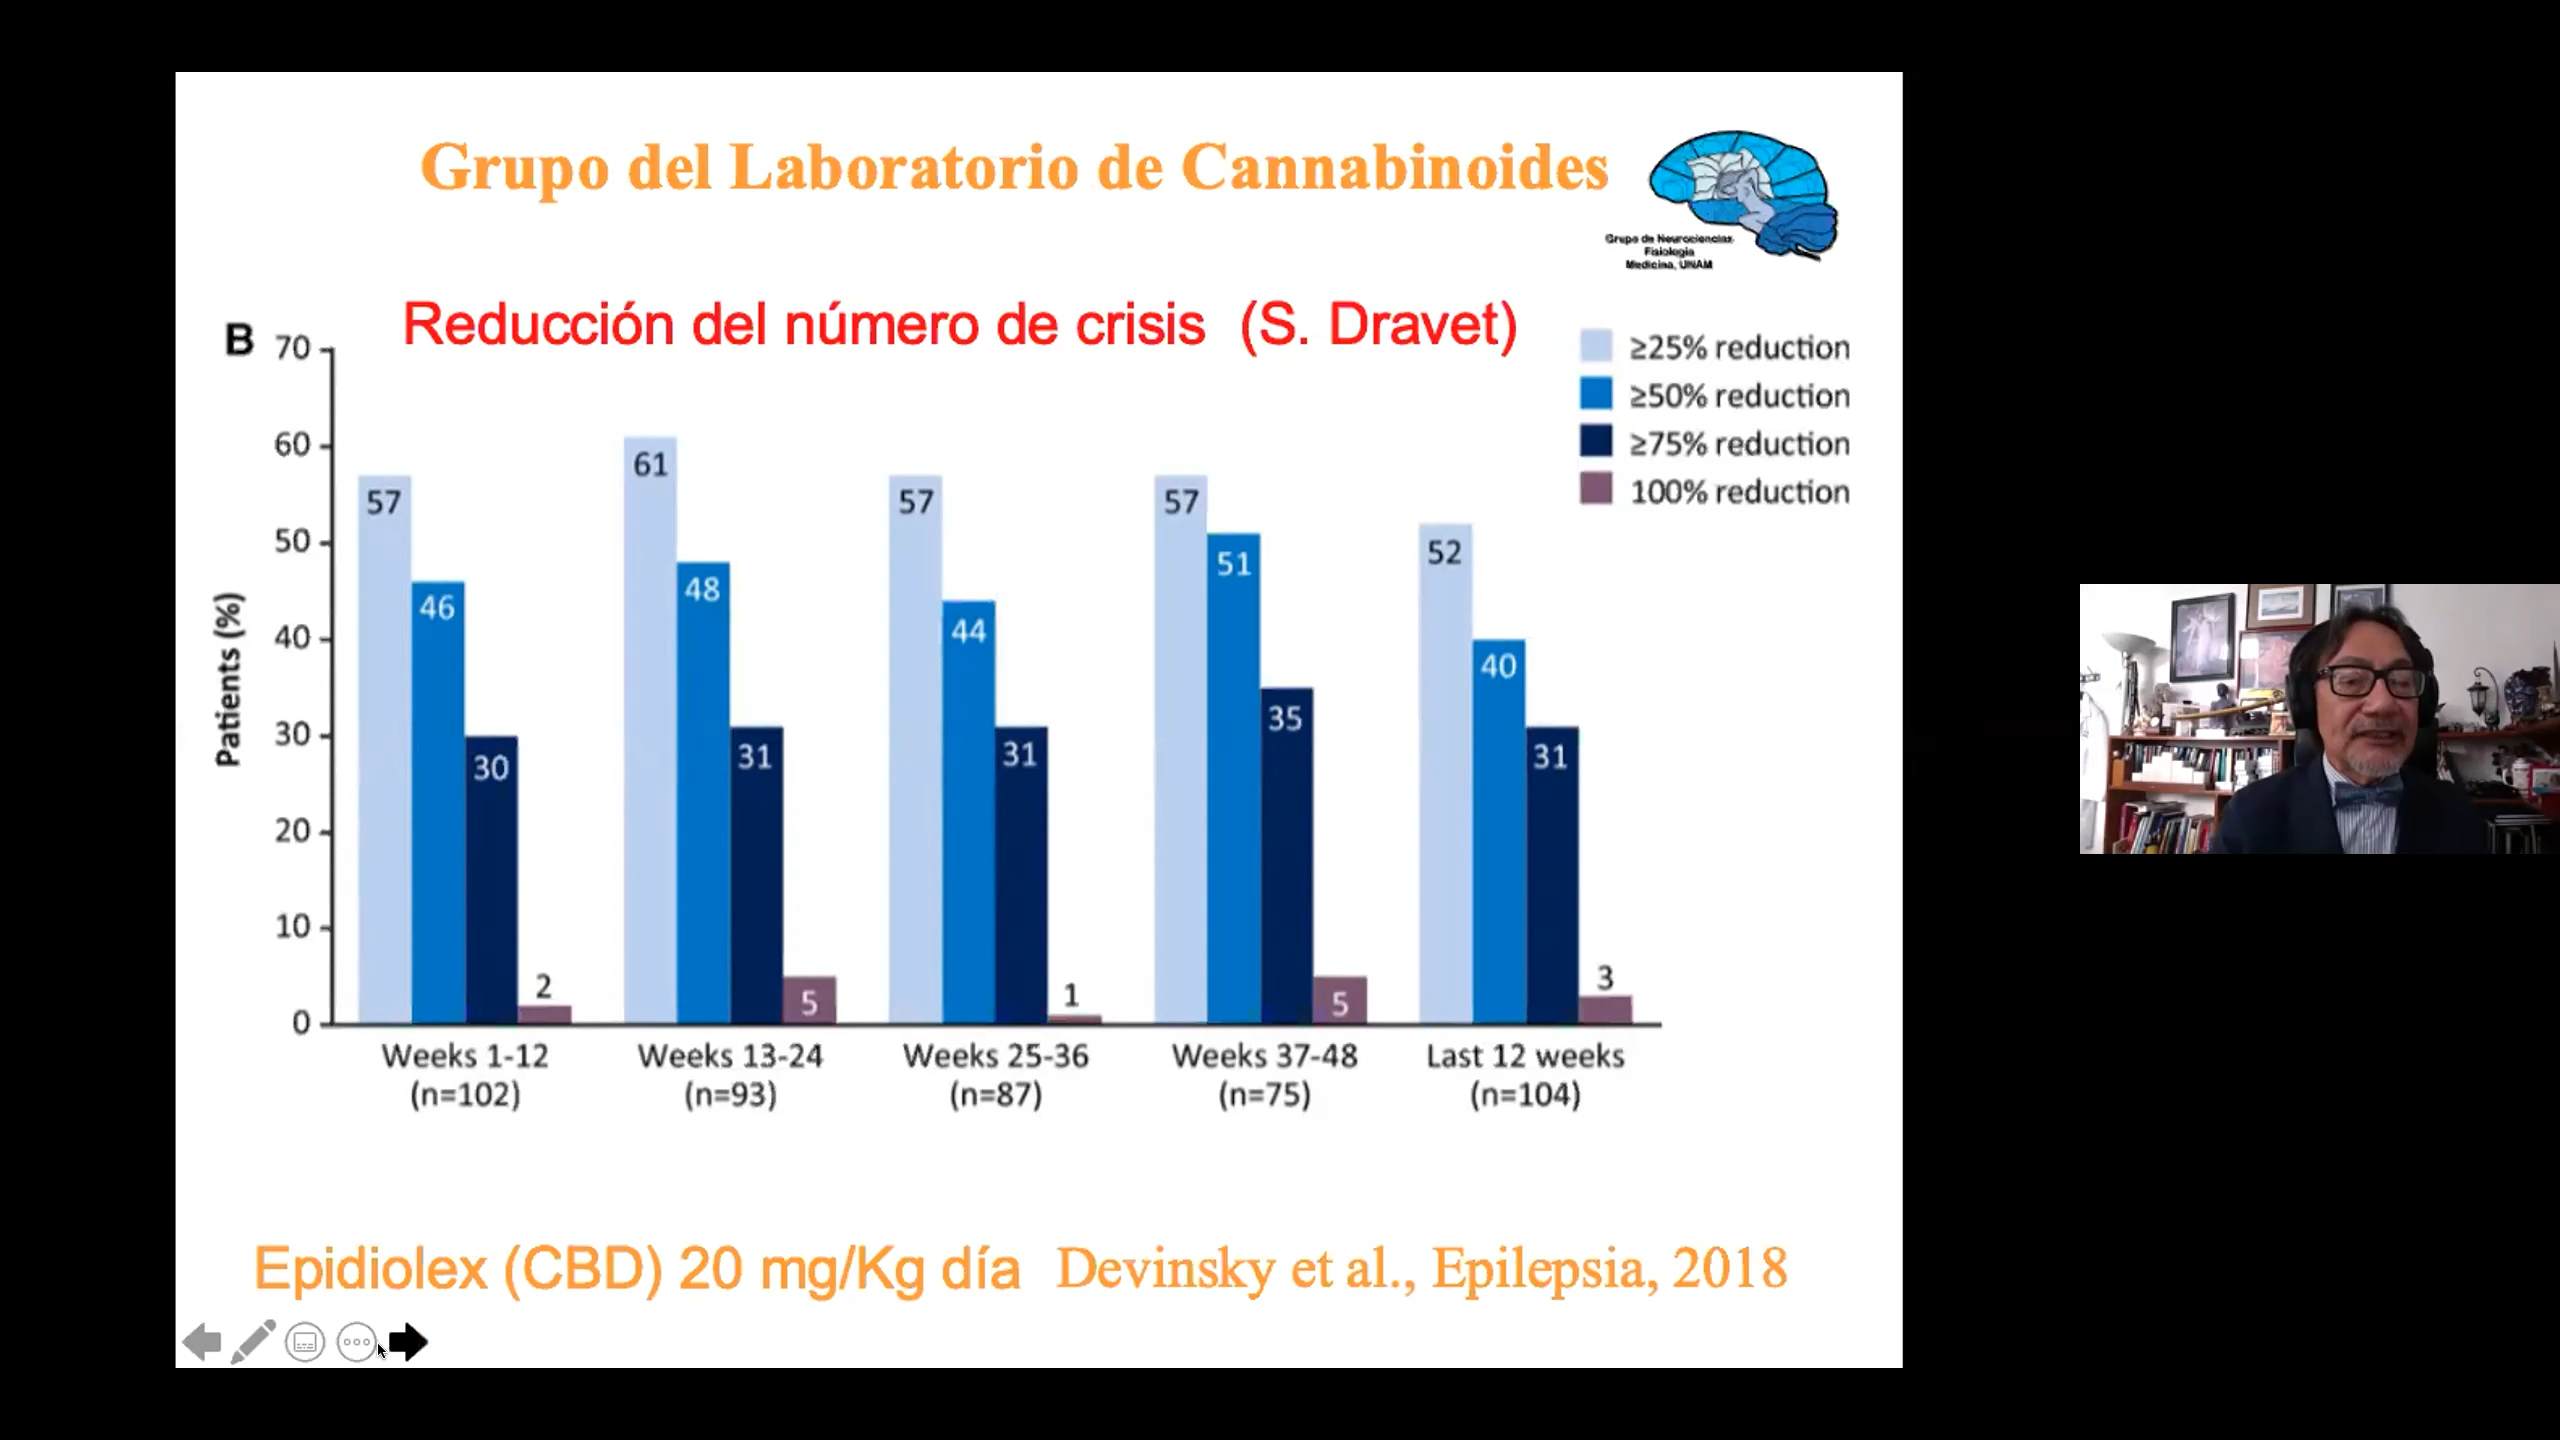 Grupo del Laboratorio de Cannabinoides
Grupo de Neurociencias
Fisiología
Medicina, UNAM
Reducción del número de crisis (S. Dravet)
B
≥25% reduction
≥50% reduction
≥75% reduction
100% reduction
Patients (%)
70
60
50
40
30
20
10
0
57
46
30
2
61
48
31
5
57
44
31
1
57
51
35
5
52
40
31
3
Weeks 1-12
(n=102)
Weeks 13-24
(n=93)
Weeks 25-36
(n=87)
Weeks 37-48
(n=75)
Last 12 weeks
(n=104)
Epidiolex (CBD) 20 mg/Kg día Devinsky et al., Epilepsia, 2018